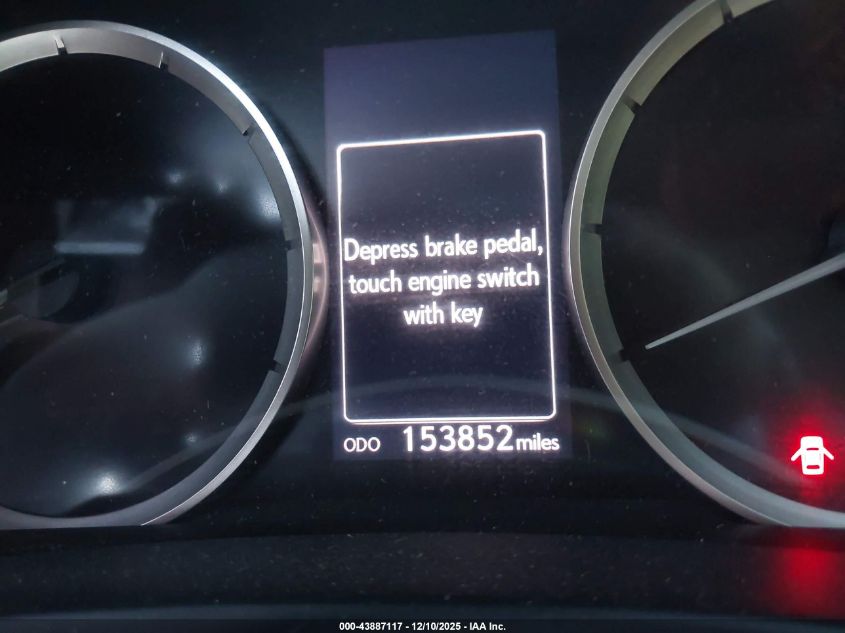 Depress brake pedal,
touch engine switch
with key
ODO 153852 miles
000-43887117 - 12/10/2025 - IAA Inc.